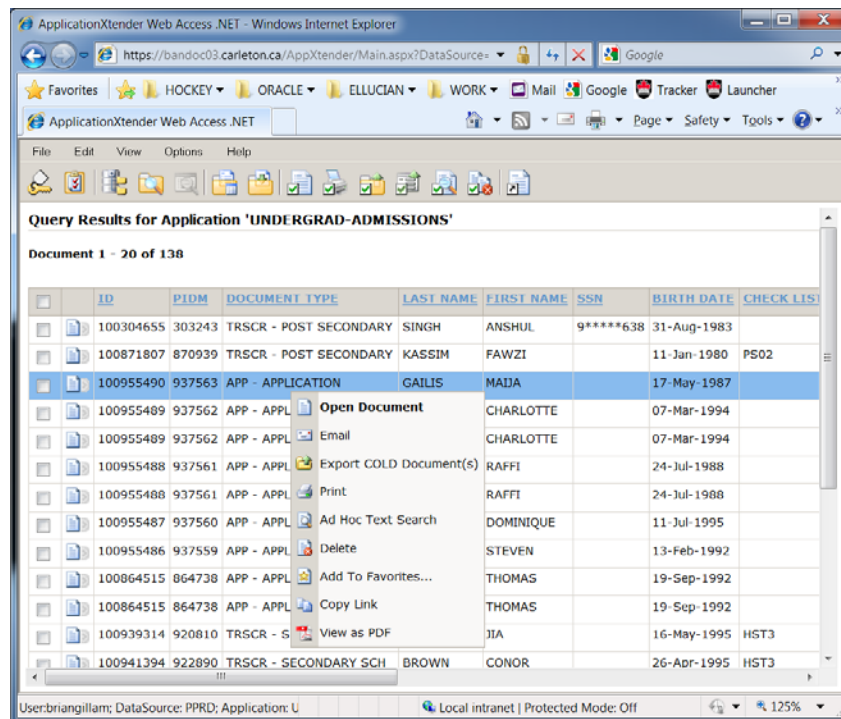 ApplicationXtender Web Access .NET - Windows Internet Explorer
https://bandoc03.carleton.ca/AppXtender/Main.aspx?DataSource= Google
Favorites HOCKEY ORACLE ELLUCIAN WORK Mail Google Tracker Launcher
ApplicationXtender Web Access .NET Page Safety Tools
File Edit View Options Help
Query Results for Application 'UNDERGRAD-ADMISSIONS'
Document 1 - 20 of 138
ID PIDM DOCUMENT TYPE LAST NAME FIRST NAME SSN BIRTH DATE CHECK LIST
100304655 303243 TRSCR - POST SECONDARY SINGH ANSHUL 9*****638 31-Aug-1983
100871807 870939 TRSCR - POST SECONDARY KASSIM FAWZI 11-Jan-1980 PS02
100955490 937563 APP - APPLICATION GAILIS MAIJA 17-May-1987
100955489 937562 APP - APPL Open Document CHARLOTTE 07-Mar-1994
100955489 937562 APP - APPL Email CHARLOTTE 07-Mar-1994
100955488 937561 APP - APPL Export COLD Document(s) RAFFI 24-Jul-1988
100955488 937561 APP - APPL Print RAFFI 24-Jul-1988
100955487 937560 APP - APPL Ad Hoc Text Search DOMINIQUE 11-Jul-1995
100955486 937559 APP - APPL Delete STEVEN 13-Feb-1992
100864515 864738 APP - APPL Add To Favorites... THOMAS 19-Sep-1992
100864515 864738 APP - APPL Copy Link THOMAS 19-Sep-1992
100939314 920810 TRSCR - S View as PDF JIA 16-May-1995 HST3
100941394 922890 TRSCR - SECONDARY SCH BROWN CONOR 26-Apr-1995 HST3
User:briangillam; DataSource: PPRD; Application: U Local intranet | Protected Mode: Off 125%